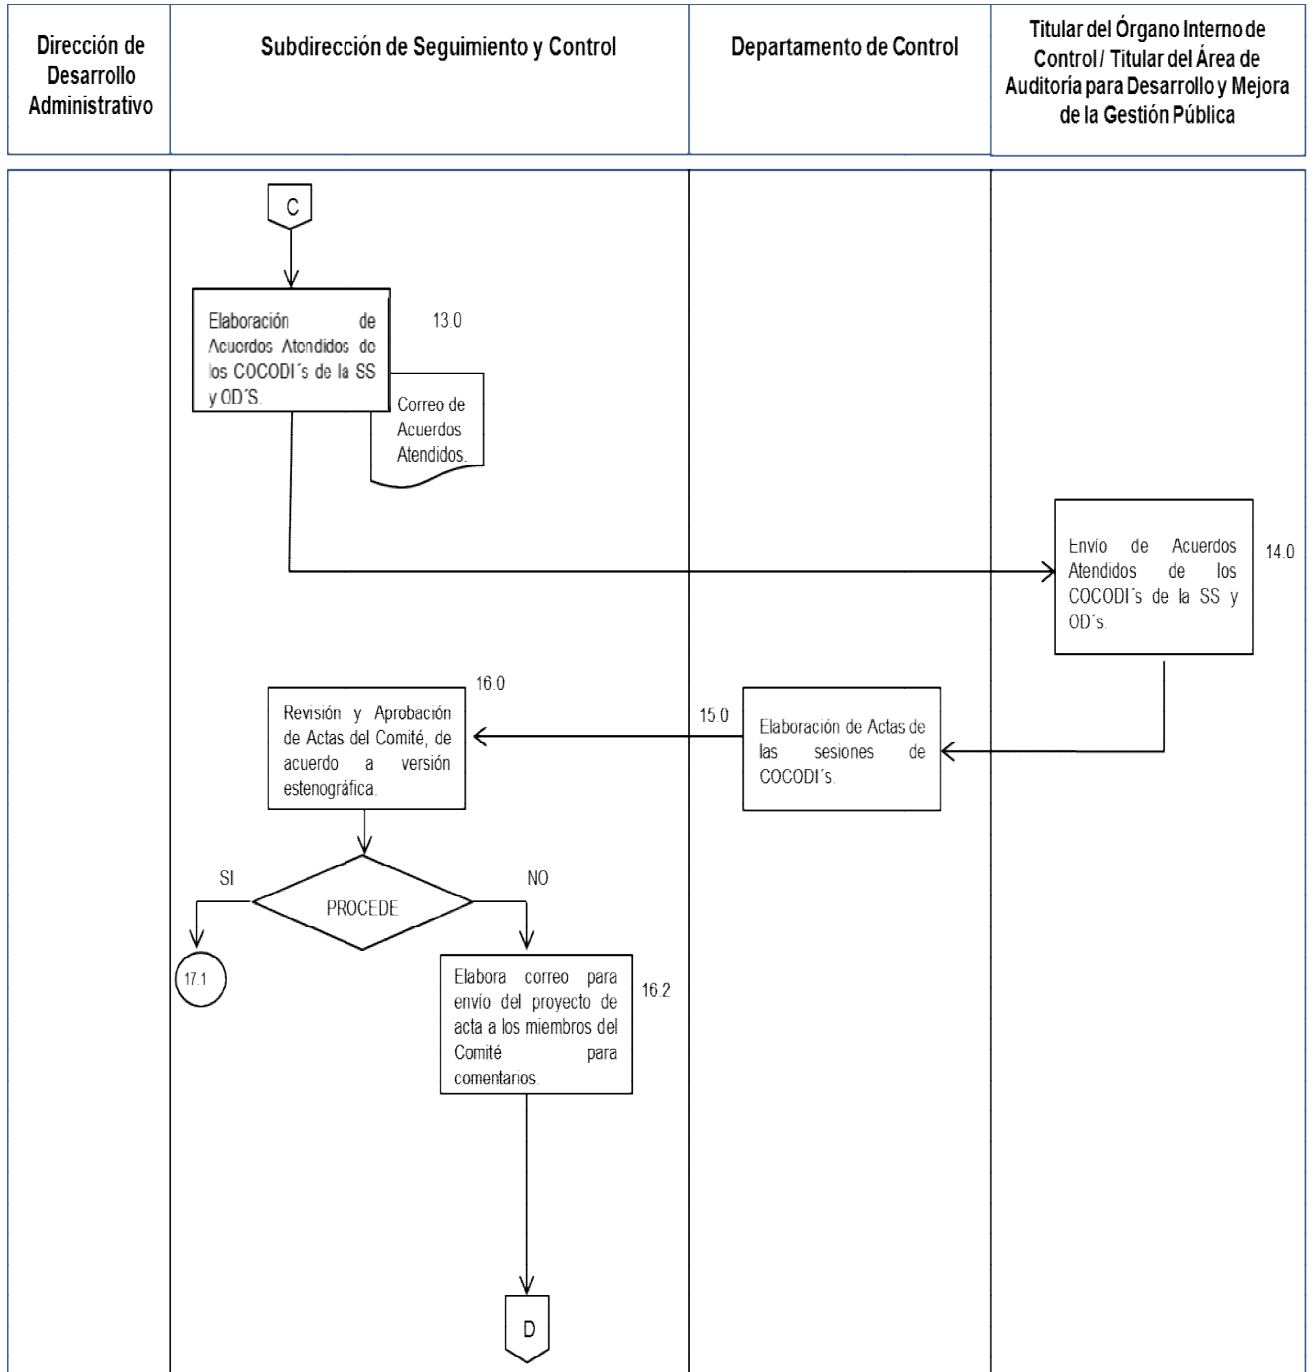 Dirección de
Desarrollo
Administrativo
Subdirección de Seguimiento y Control
Departamento de Control
Titular del Órgano Interno de
Control / Titular del Área de
Auditoría para Desarrollo y Mejora
de la Gestión Pública
C
Elaboración de
Acuerdos Atendidos de
los COCODI´s de la SS
y OD´S.
13.0
Correo de
Acuerdos
Atendidos.
Envío de Acuerdos
Atendidos de los
COCODI´s de la SS y
OD´s.
14.0
15.0
Elaboración de Actas de
las sesiones de
COCODI´s.
16.0
Revisión y Aprobación
de Actas del Comité, de
acuerdo a versión
estenográfica.
SI
PROCEDE
NO
17.1
Elabora correo para
envío del proyecto de
acta a los miembros del
Comité para
comentarios.
16.2
D